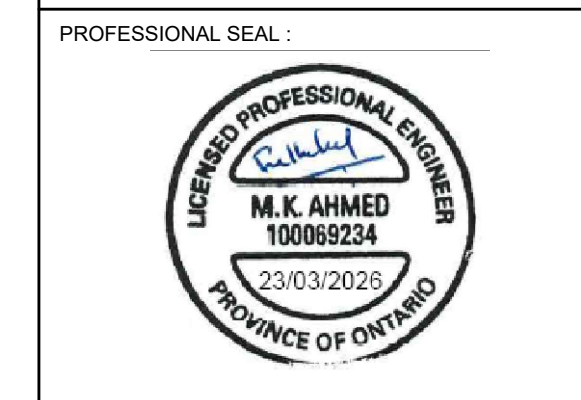 PROFESSIONAL SEAL :
LICENSED PROFESSIONAL ENGINEER
M.K. AHMED
100069234
23/03/2026
PROVINCE OF ONTARIO